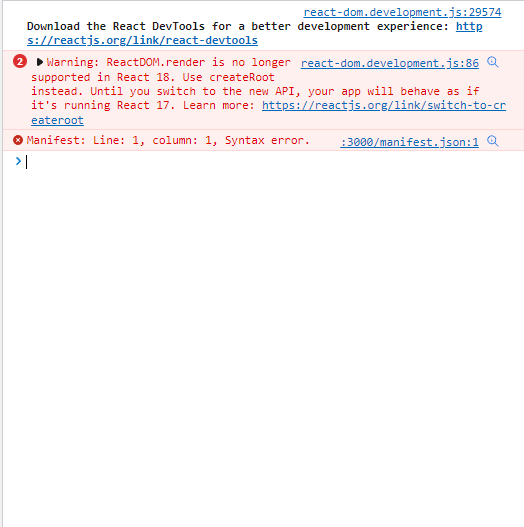 react-dom.development.js:29574
Download the React DevTools for a better development experience: http
s://reactjs.org/link/react-devtools
2 Warning: ReactDOM.render is no longer react-dom.development.js:86
supported in React 18. Use createRoot
instead. Until you switch to the new API, your app will behave as if
it's running React 17. Learn more: https://reactjs.org/link/switch-to-cr
eateroot
Manifest: Line: 1, column: 1, Syntax error. :3000/manifest.json:1